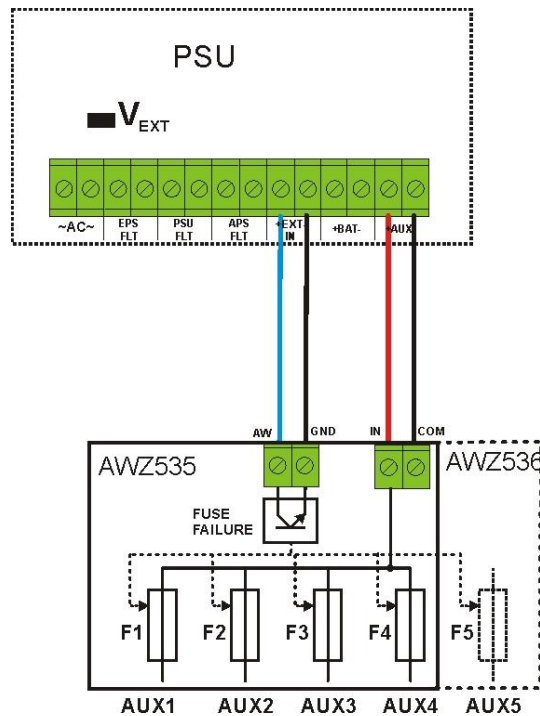 PSU
VEXT
~AC~ EPS FLT PSU FLT APS FLT +EXT- IN +BAT- +AUX-
AW GND IN COM
AWZ535 AWZ536
FUSE
FAILURE
F1 F2 F3 F4 F5
AUX1 AUX2 AUX3 AUX4 AUX5